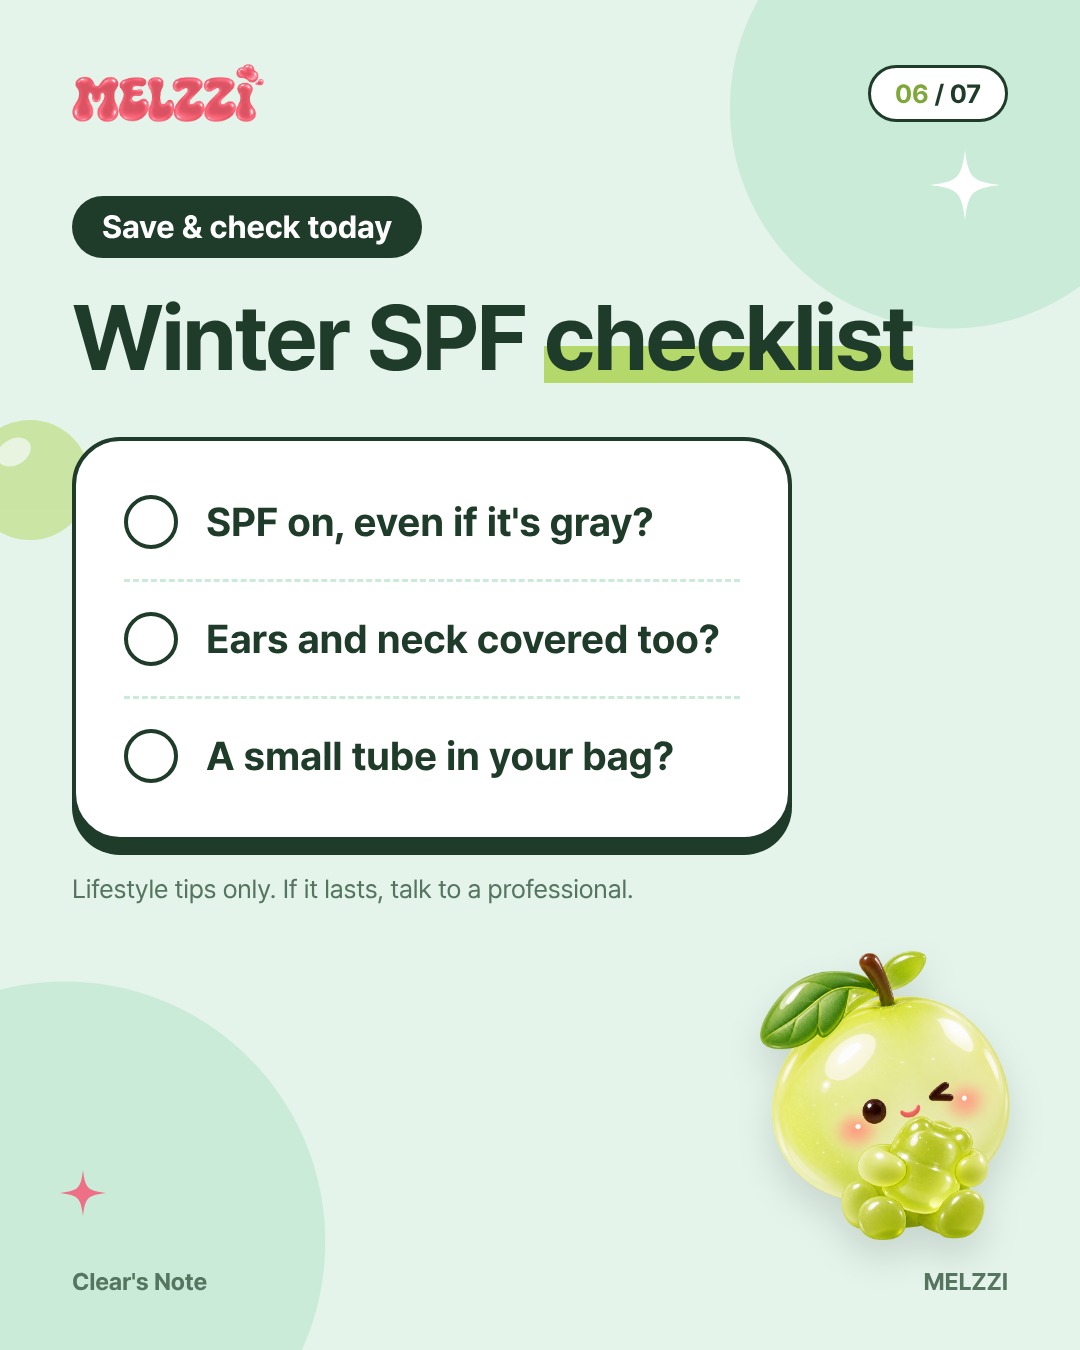 MELZZI
06 / 07
Save & check today
Winter SPF checklist
SPF on, even if it's gray?
Ears and neck covered too?
A small tube in your bag?
Lifestyle tips only. If it lasts, talk to a professional.
Clear's Note
MELZZI